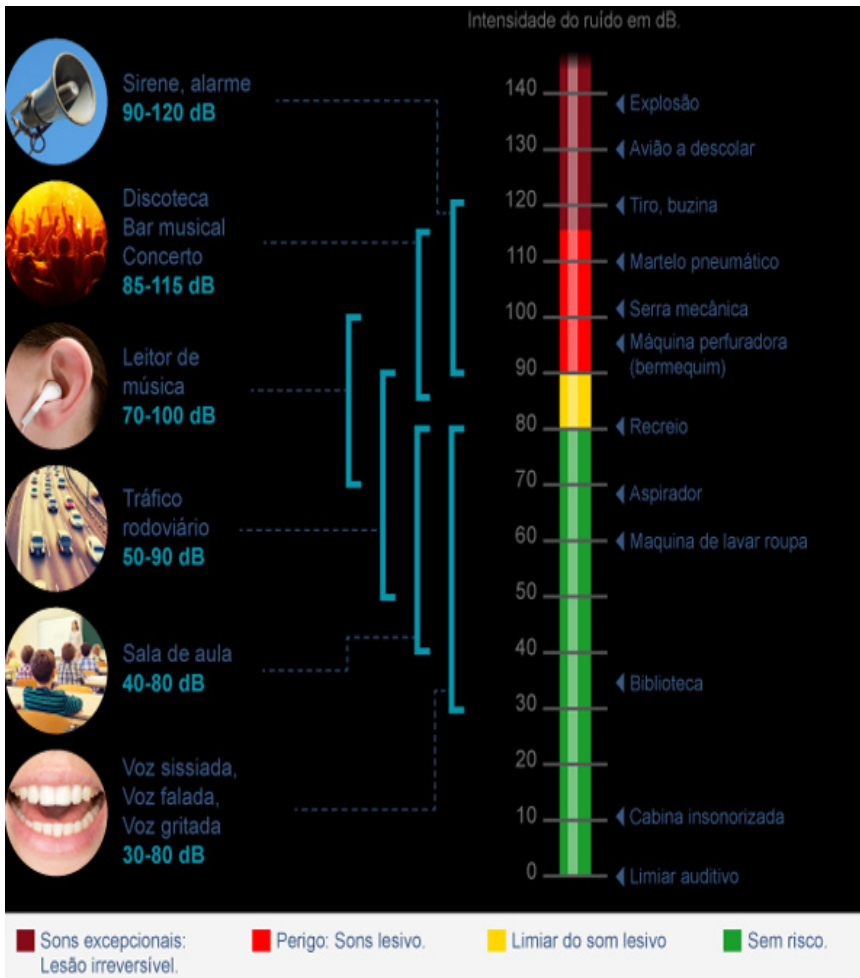 Intensidade do ruído em dB.
Sirene, alarme
90-120 dB
Discoteca
Bar musical
Concerto
85-115 dB
Leitor de
música
70-100 dB
Tráfico
rodoviário
50-90 dB
Sala de aula
40-80 dB
Voz sissiada,
Voz falada,
Voz gritada
30-80 dB
140
130
120
110
100
90
80
70
60
50
40
30
20
10
0
Explosão
Avião a descolar
Tiro, buzina
Martelo pneumático
Serra mecânica
Máquina perfuradora
(bermequim)
Recreio
Aspirador
Maquina de lavar roupa
Biblioteca
Cabina insonorizada
Limiar auditivo
Sons excepcionais:
Lesão irreversível.
Perigo: Sons lesivo.
Limiar do som lesivo
Sem risco.